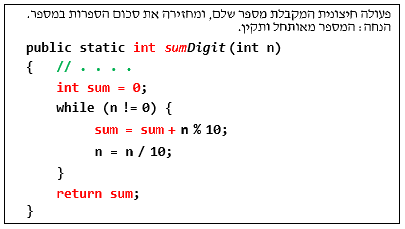 פעולה חיצונית המקבלת מספר שלם, ומחזירה את סכום הספרות במספר.
הנחה: המספר מאותחל ותקין.
public static int sumDigit(int n)
{ // . . . .
int sum = 0;
while (n != 0) {
sum = sum + n % 10;
n = n / 10;
}
return sum;
}